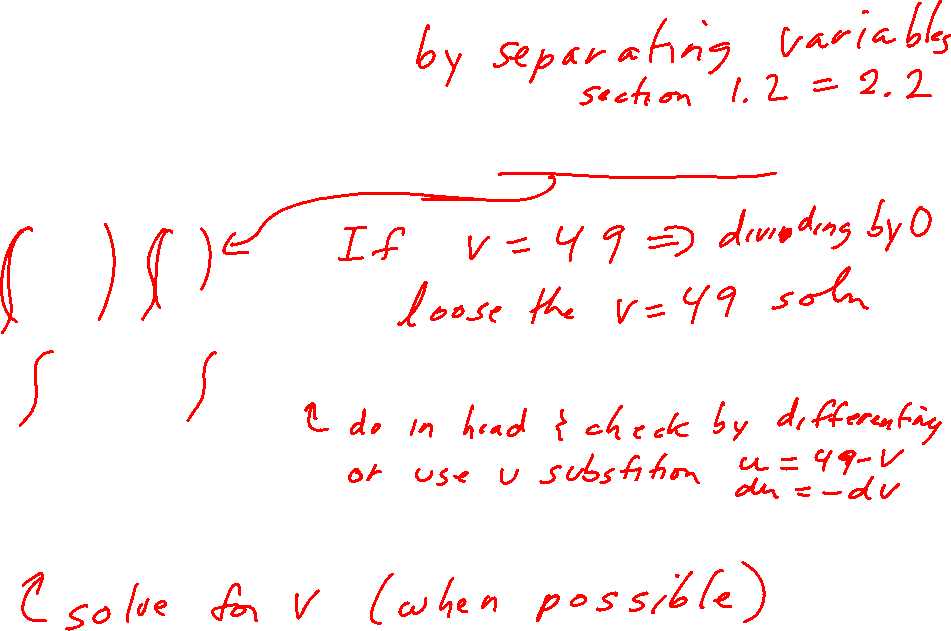 by separating variables
section 1.2 = 2.2
( ) ( ) If v = 49 ⇒ dividing by 0
loose the v = 49 soln
∫ ∫
do in head & check by differenting
or use u substition u = 49-v
du = -dv
solve for v (when possible)